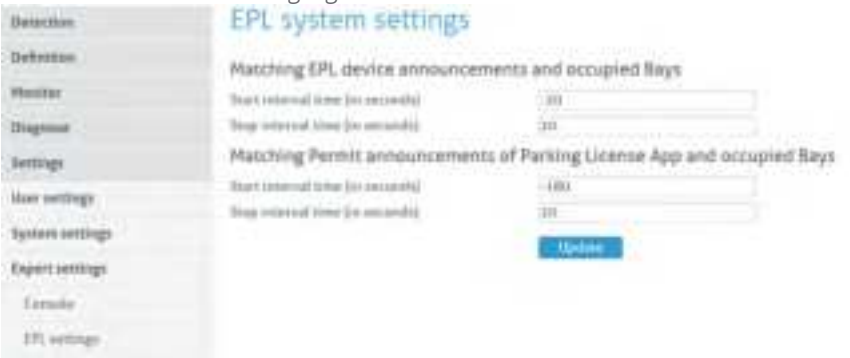 Detection
Definition
Monitor
Diagnose
Settings
User settings
System settings
Expert settings
Console
EPL settings
EPL system settings
Matching EPL device announcements and occupied Bays
Start interval time (in seconds)
Stop interval time (in seconds)
Matching Permit announcements of Parking License App and occupied Bays
Start interval time (in seconds)
Stop interval time (in seconds)
Update